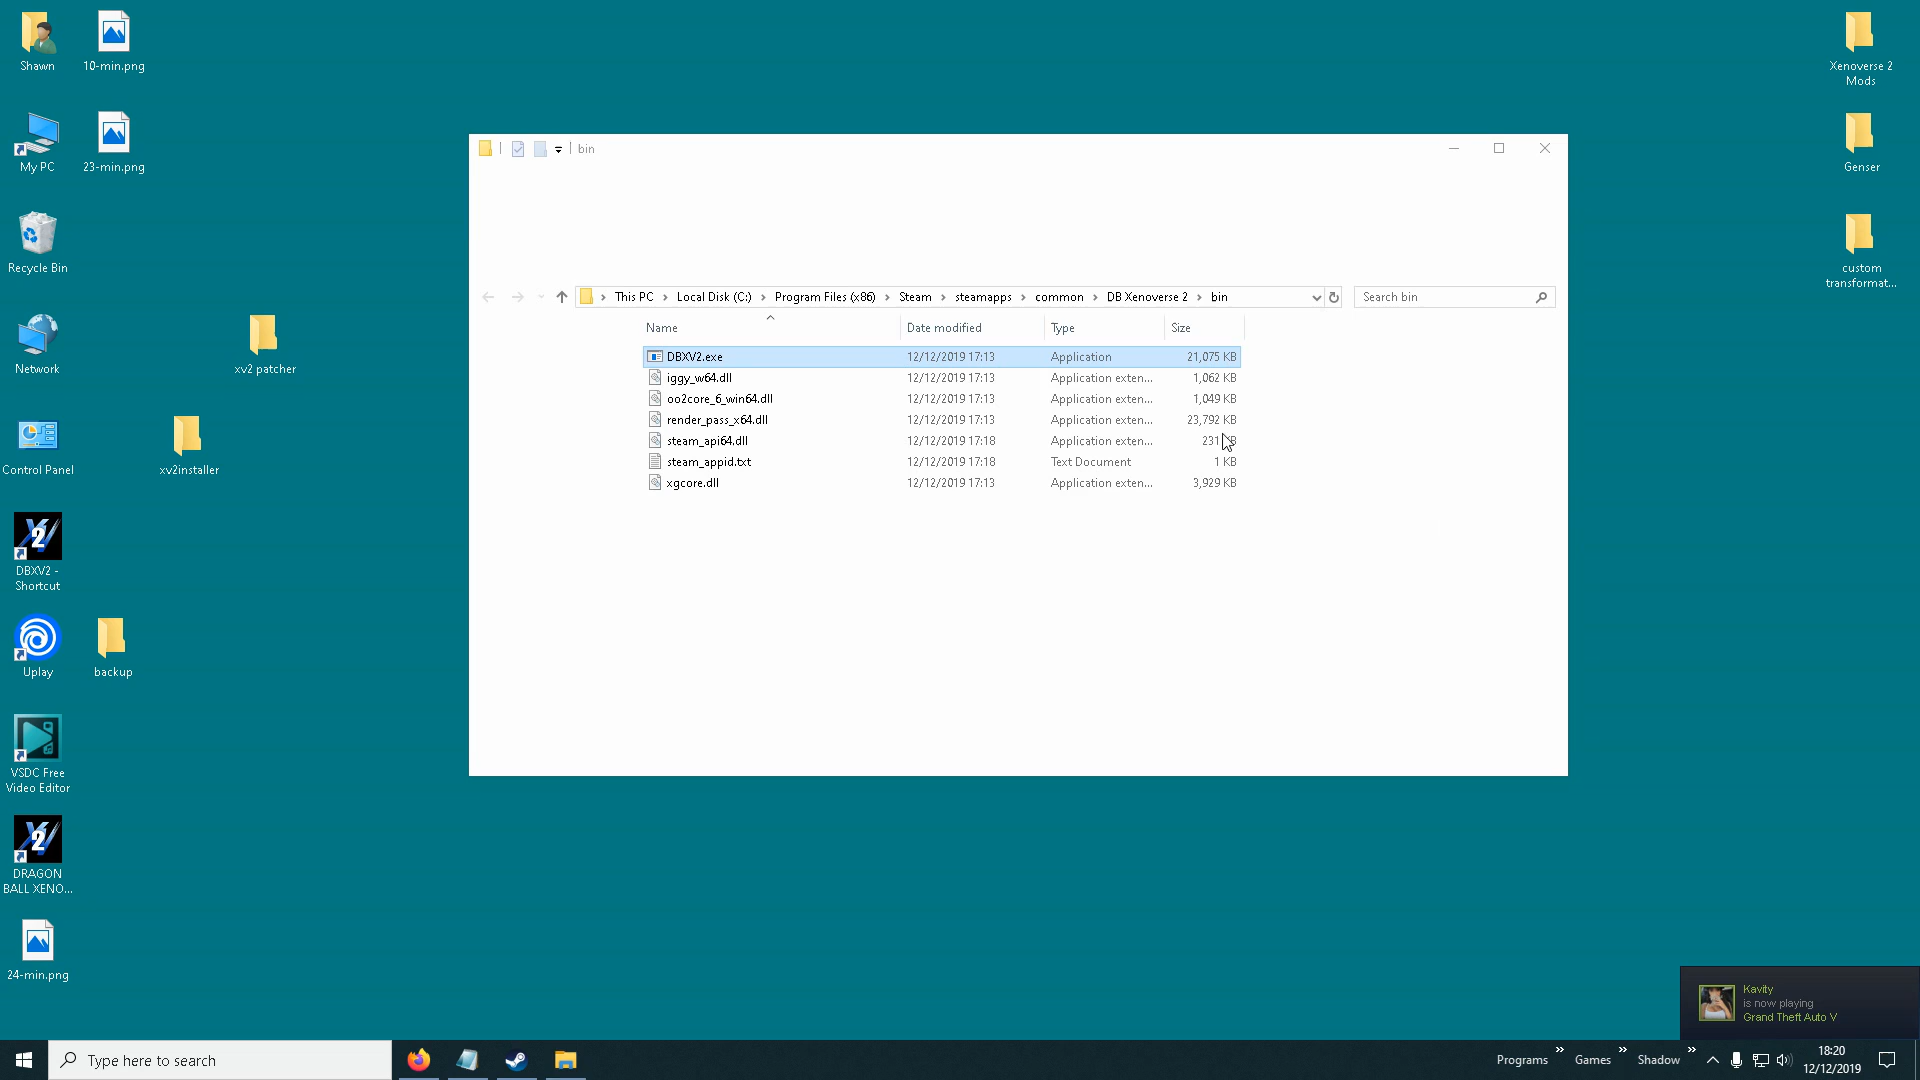 Shawn
10-min.png
My PC
23-min.png
Recycle Bin
Network
xv2 patcher
Control Panel
xv2installer
DBXV2 -
Shortcut
Uplay
backup
VSDC Free
Video Editor
DRAGON
BALL XENO...
24-min.png
Xenoverse 2
Mods
Genser
custom
transformat...
bin
This PC > Local Disk (C:) > Program Files (x86) > Steam > steamapps > common > DB Xenoverse 2 > bin
Search bin
Name Date modified Type Size
DBXV2.exe 12/12/2019 17:13 Application 21,075 KB
iggy_w64.dll 12/12/2019 17:13 Application exten... 1,062 KB
oo2core_6_win64.dll 12/12/2019 17:13 Application exten... 1,049 KB
render_pass_x64.dll 12/12/2019 17:13 Application exten... 23,792 KB
steam_api64.dll 12/12/2019 17:18 Application exten... 231 KB
steam_appid.txt 12/12/2019 17:18 Text Document 1 KB
xgcore.dll 12/12/2019 17:13 Application exten... 3,929 KB
Kavity
is now playing
Grand Theft Auto V
Type here to search
Programs » Games » Shadow »
18:20
12/12/2019